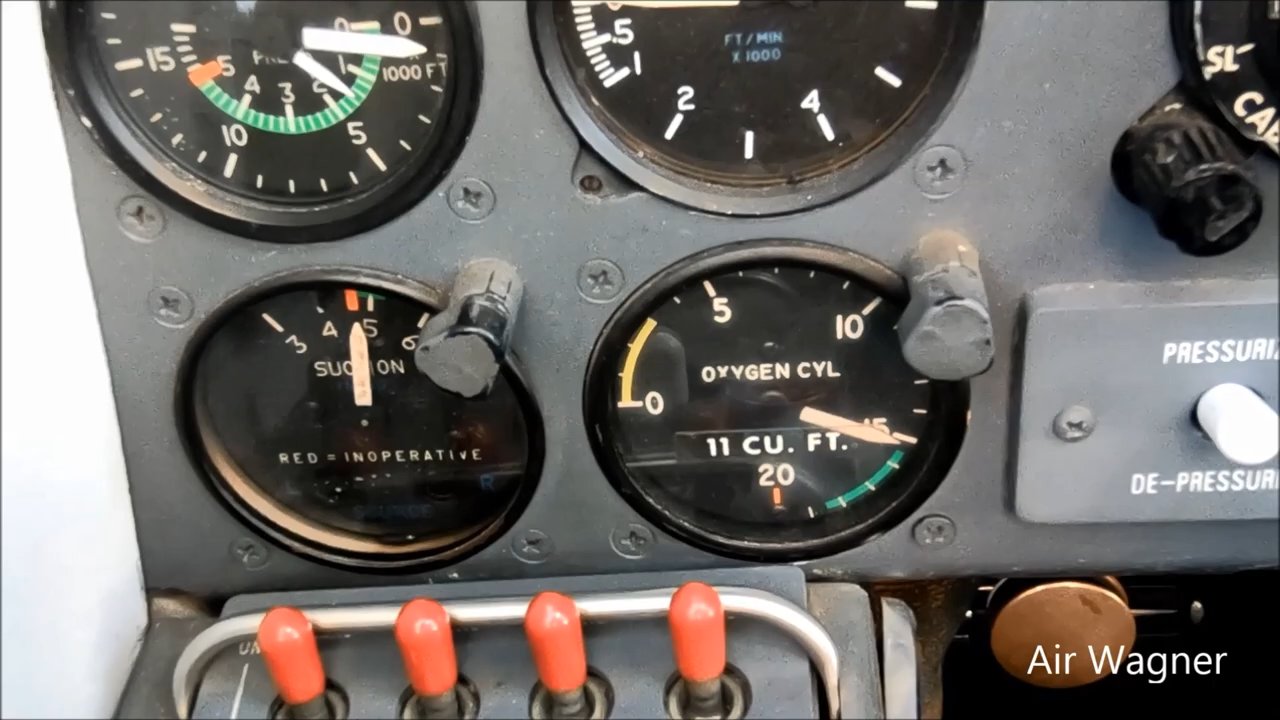 0 0
15 5 1 1000 FT
4 3 2
10 5
.5
1
FT/MIN
X 1000
2 4
SL
3 4 5 6
SUCTION
RED = INOPERATIVE
R
SOURCE
5 10
OXYGEN CYL
0
15
11 CU. FT.
20
PRESSURIZ
DE-PRESSURI
Air Wagner